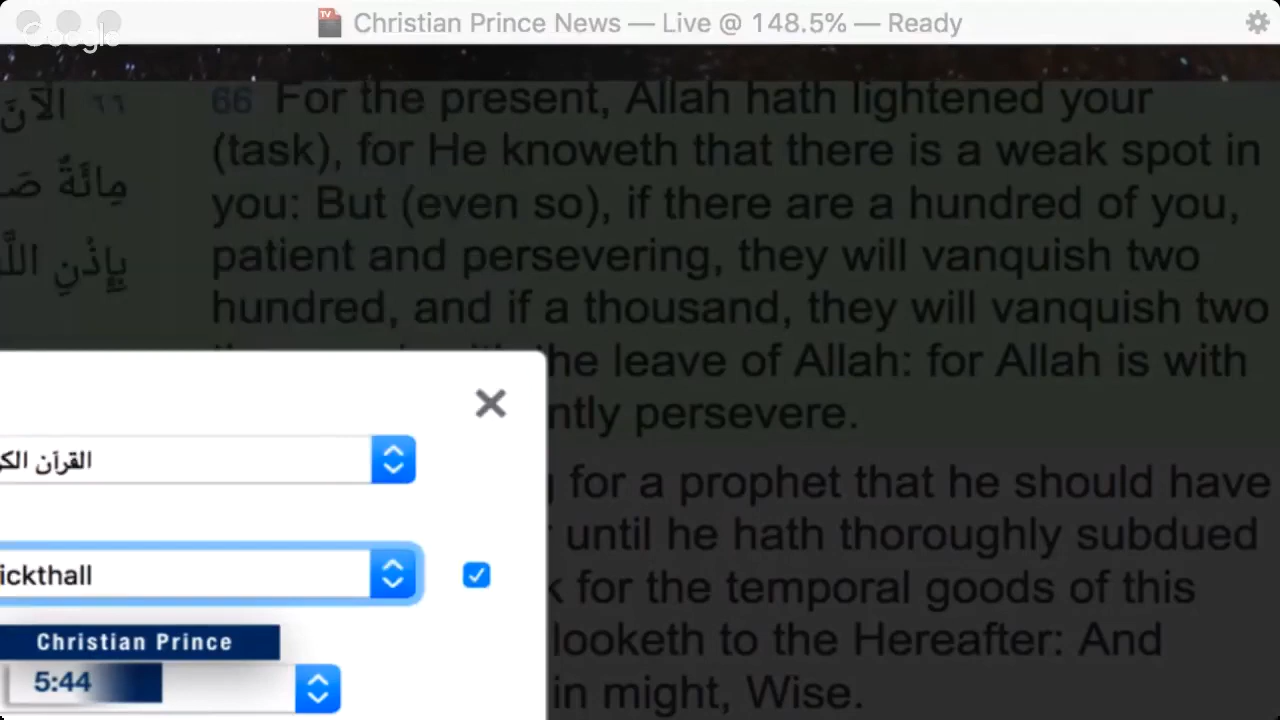 Christian Prince News — Live @ 148.5% — Ready
Google
66 For the present, Allah hath lightened your
(task), for He knoweth that there is a weak spot in
you: But (even so), if there are a hundred of you,
patient and persevering, they will vanquish two
hundred, and if a thousand, they will vanquish two
the leave of Allah: for Allah is with
persevere.
for a prophet that he should have
until he hath thoroughly subdued
for the temporal goods of this
looketh to the Hereafter: And
in might, Wise.
٦٦ الْآنَ
مِائَةٌ
بِإِذْنِ
القرآن
ickthall
Christian Prince
5:44